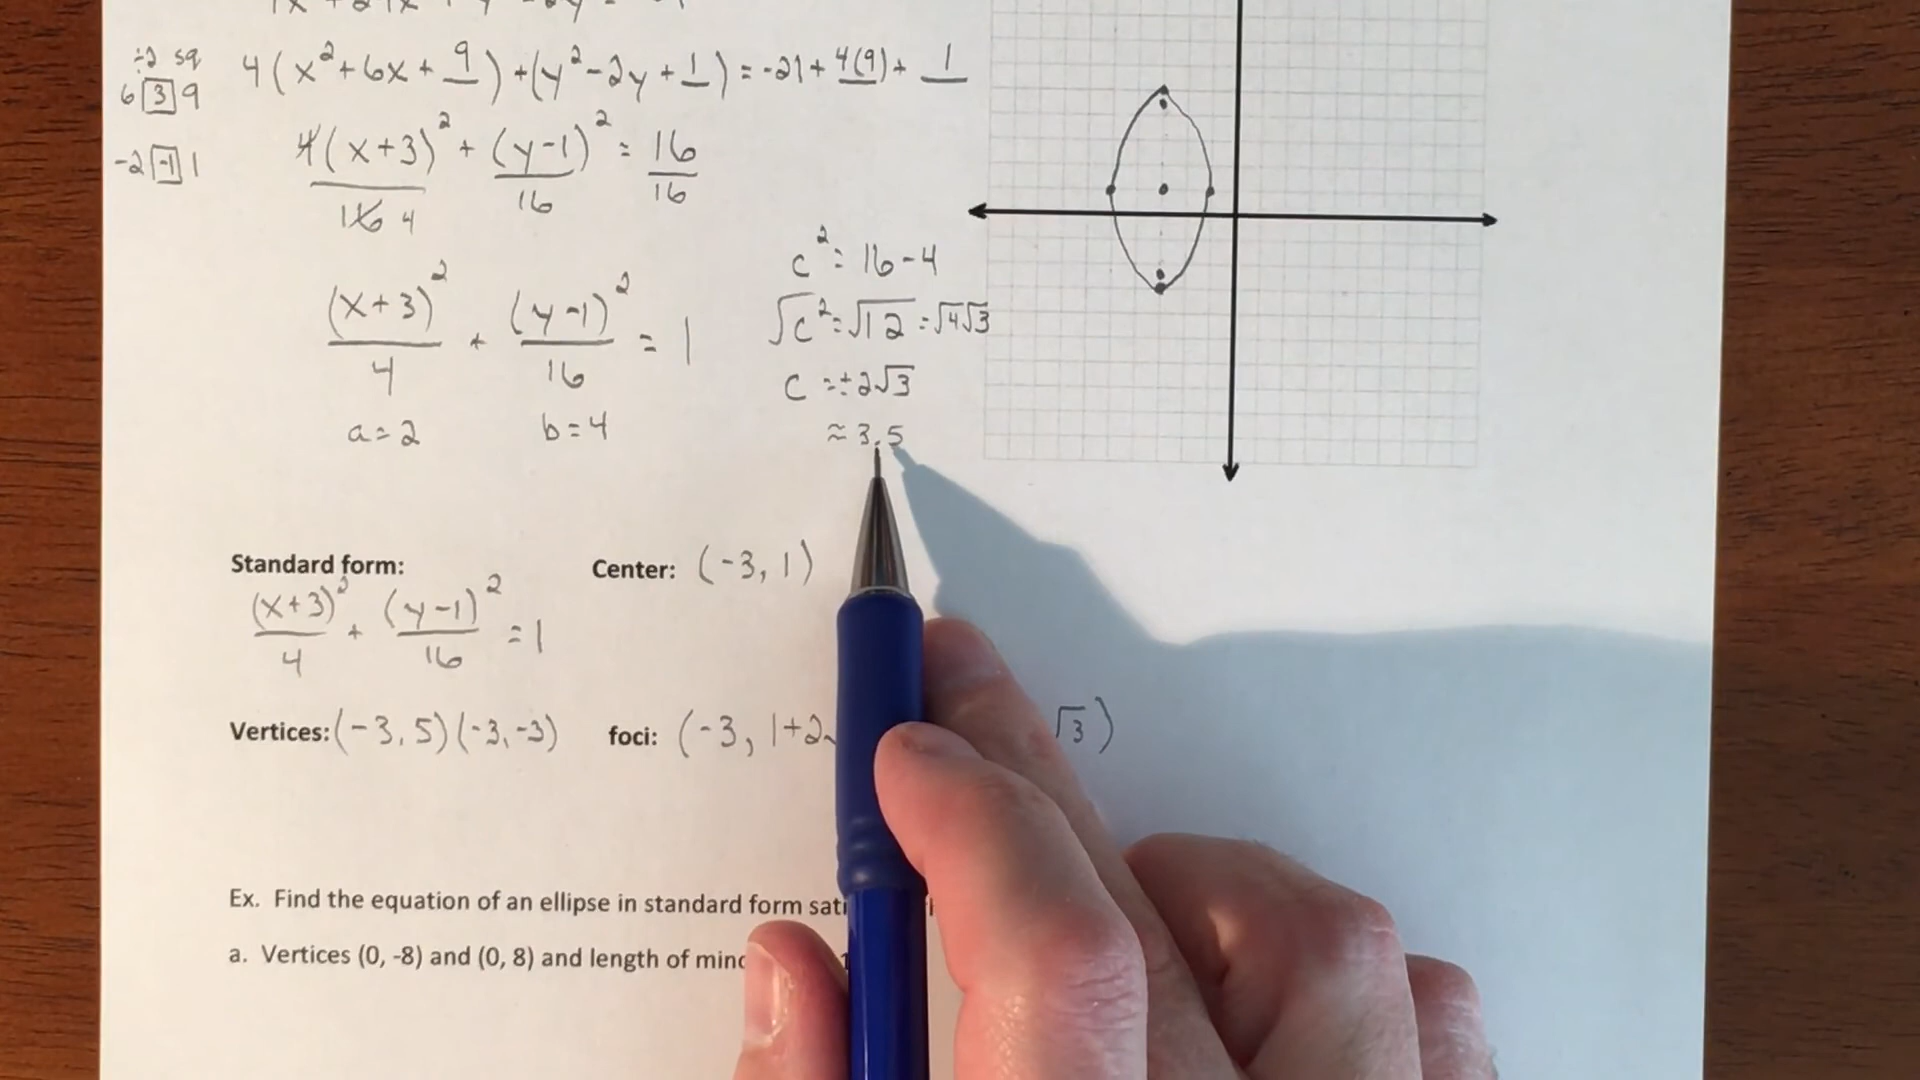 ÷2 sq
6 3 9
4(x²+6x+9)+(y²-2y+1)=-21+4(9)+1
-2 -1 1
4(x+3)²/16 4 + (y-1)²/16 = 16/16
(x+3)²/4 + (y-1)²/16 = 1
a=2 b=4
c²=16-4
√c²=√12=√4√3
c=±2√3
≈3.5
Standard form:
(x+3)²/4 + (y-1)²/16 = 1
Center: (-3, 1)
Vertices: (-3, 5)(-3, -3)
foci: (-3, 1+2 √3)
Ex. Find the equation of an ellipse in standard form
a. Vertices (0, -8) and (0, 8) and length of